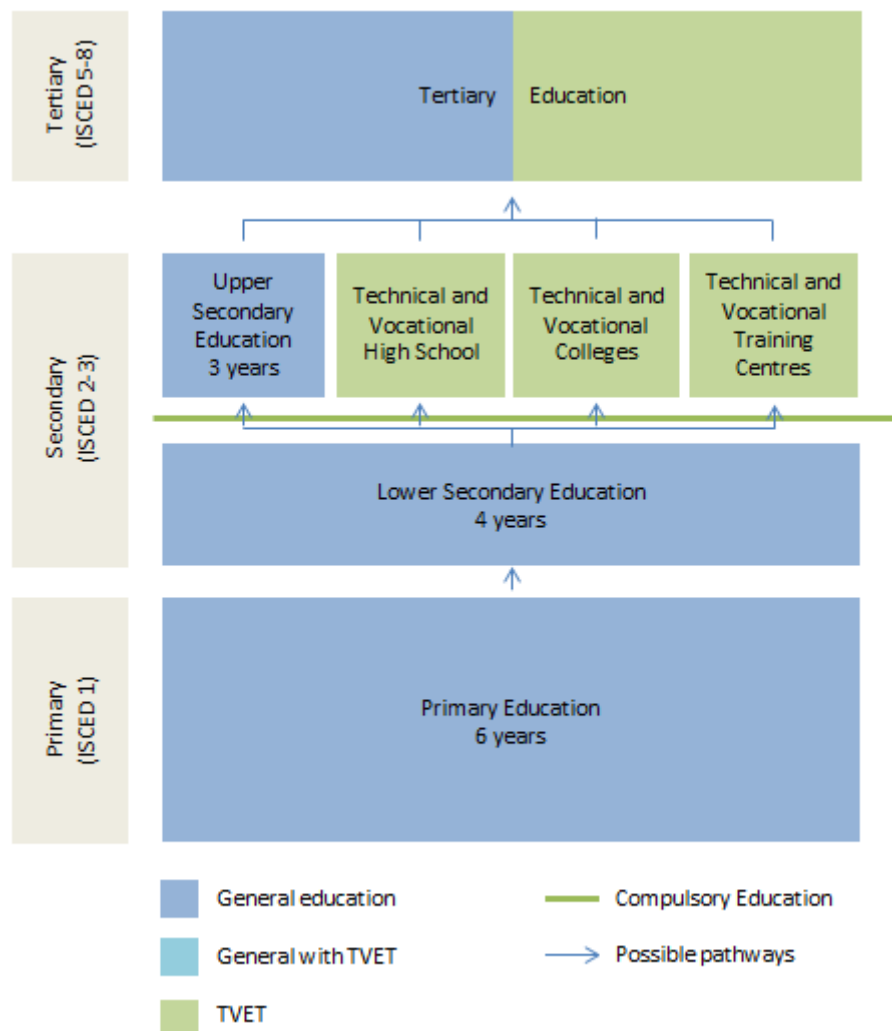 Tertiary
(ISCED 5-8)
Tertiary Education
Secondary
(ISCED 2-3)
Upper
Secondary
Education
3 years
Technical and
Vocational
High School
Technical and
Vocational
Colleges
Technical and
Vocational
Training
Centres
Lower Secondary Education
4 years
Primary
(ISCED 1)
Primary Education
6 years
General education
Compulsory Education
General with TVET
Possible pathways
TVET